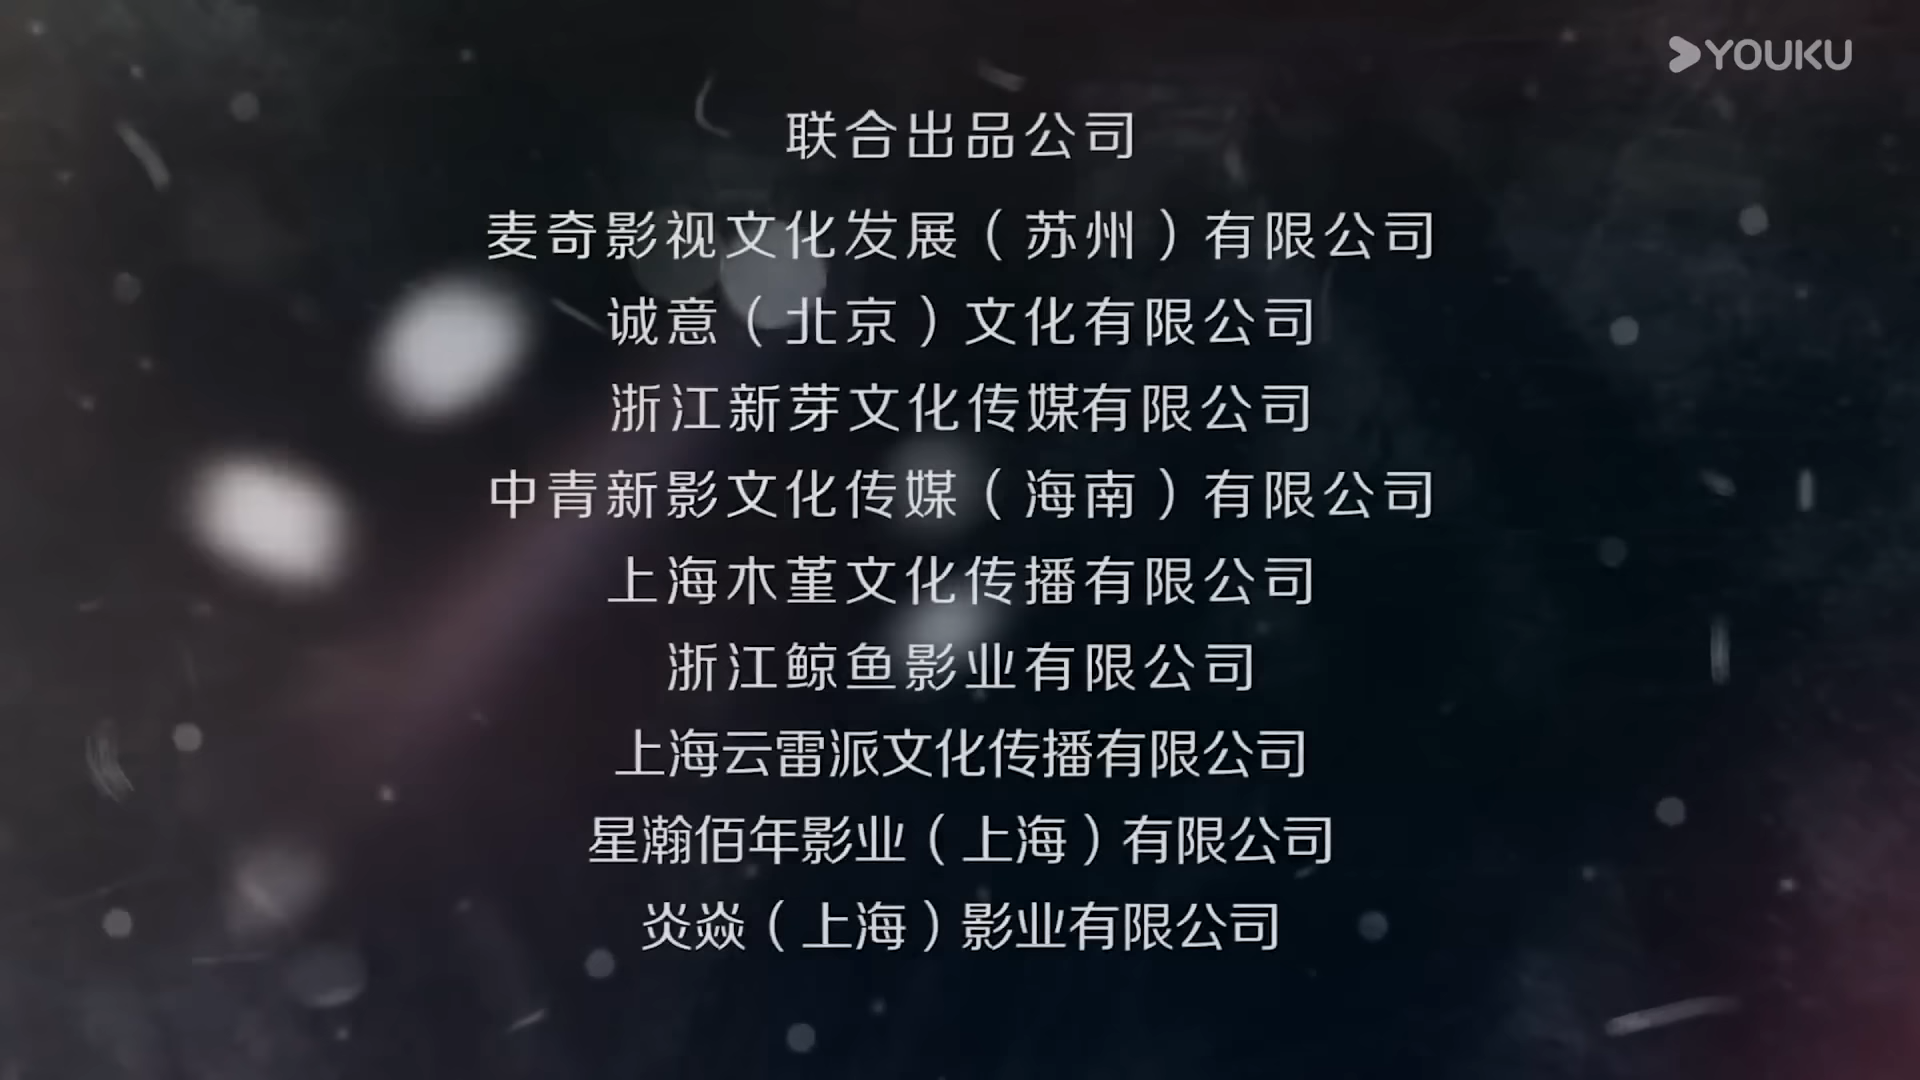 YOUKU
联合出品公司
麦奇影视文化发展（苏州）有限公司
诚意（北京）文化有限公司
浙江新芽文化传媒有限公司
中青新影文化传媒（海南）有限公司
上海木堇文化传播有限公司
浙江鲸鱼影业有限公司
上海云雷派文化传播有限公司
星瀚佰年影业（上海）有限公司
炎焱（上海）影业有限公司